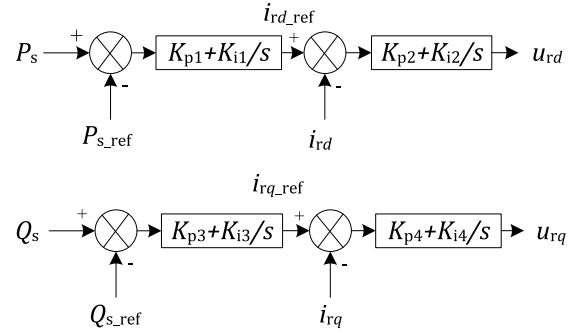 i_rd_ref
P_s + K_p1+K_i1/s + K_p2+K_i2/s u_rd
- -
P_s_ref i_rd
i_rq_ref
Q_s + K_p3+K_i3/s + K_p4+K_i4/s u_rq
- -
Q_s_ref i_rq